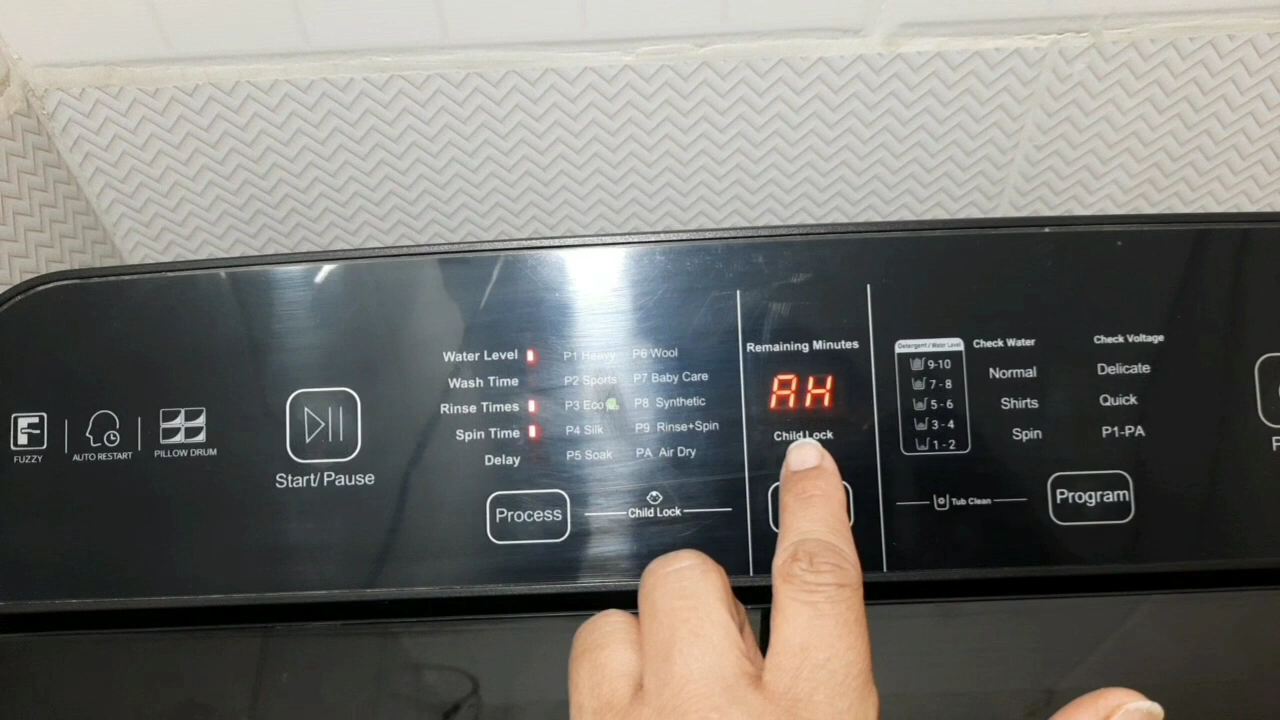 FUZZY
AUTO RESTART
PILLOW DRUM
Start/Pause
Water Level
Wash Time
Rinse Times
Spin Time
Delay
Process
P1 Heavy
P2 Sports
P3 Eco
P4 Silk
P5 Soak
P6 Wool
P7 Baby Care
P8 Synthetic
P9 Rinse+Spin
PA Air Dry
Child Lock
Remaining Minutes
AH
Child Lock
Detergent / Water Level
9-10
7-8
5-6
3-4
1-2
Check Water
Normal
Shirts
Spin
Check Voltage
Delicate
Quick
P1-PA
Tub Clean
Program